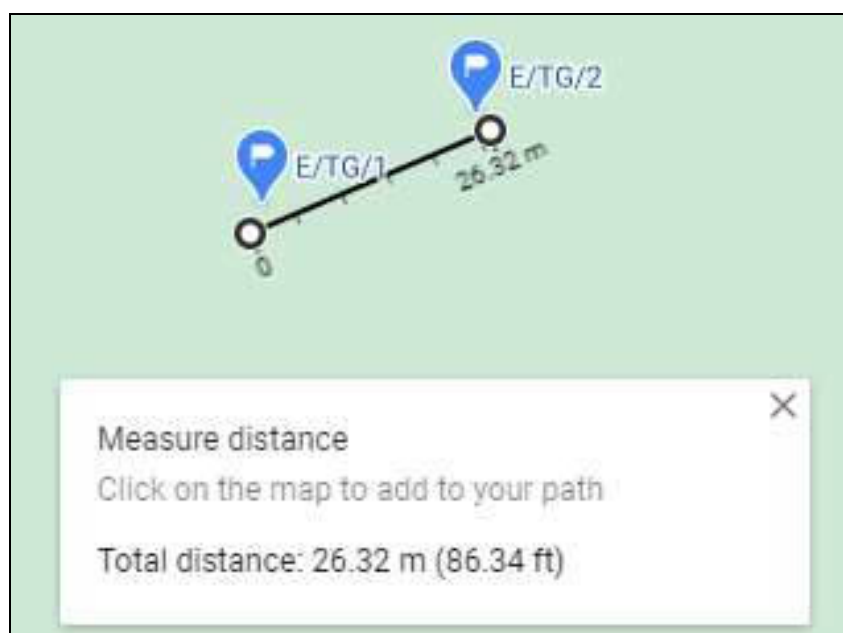 E/TG/2
E/TG/1
26.32 m
0
Measure distance
Click on the map to add to your path
Total distance: 26.32 m (86.34 ft)